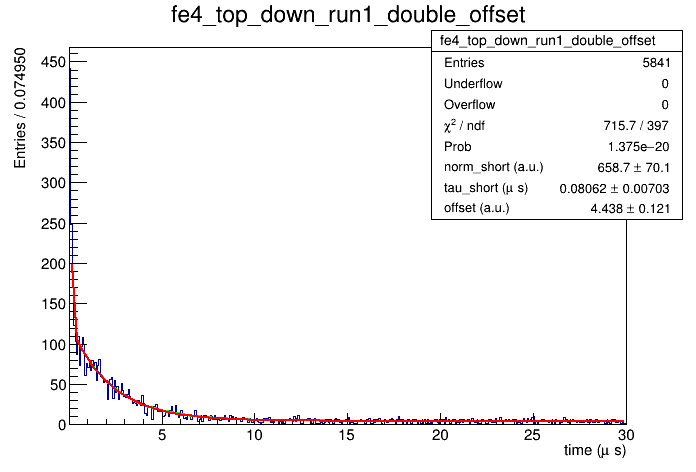 fe4_top_down_run1_double_offset
fe4_top_down_run1_double_offset
Entries 5841
Underflow 0
Overflow 0
χ² / ndf 715.7 / 397
Prob 1.375e−20
norm_short (a.u.) 658.7 ± 70.1
tau_short (μ s) 0.08062 ± 0.00703
offset (a.u.) 4.438 ± 0.121
Entries / 0.074950
450
400
350
300
250
200
150
100
50
0
5 10 15 20 25 30
time (μ s)